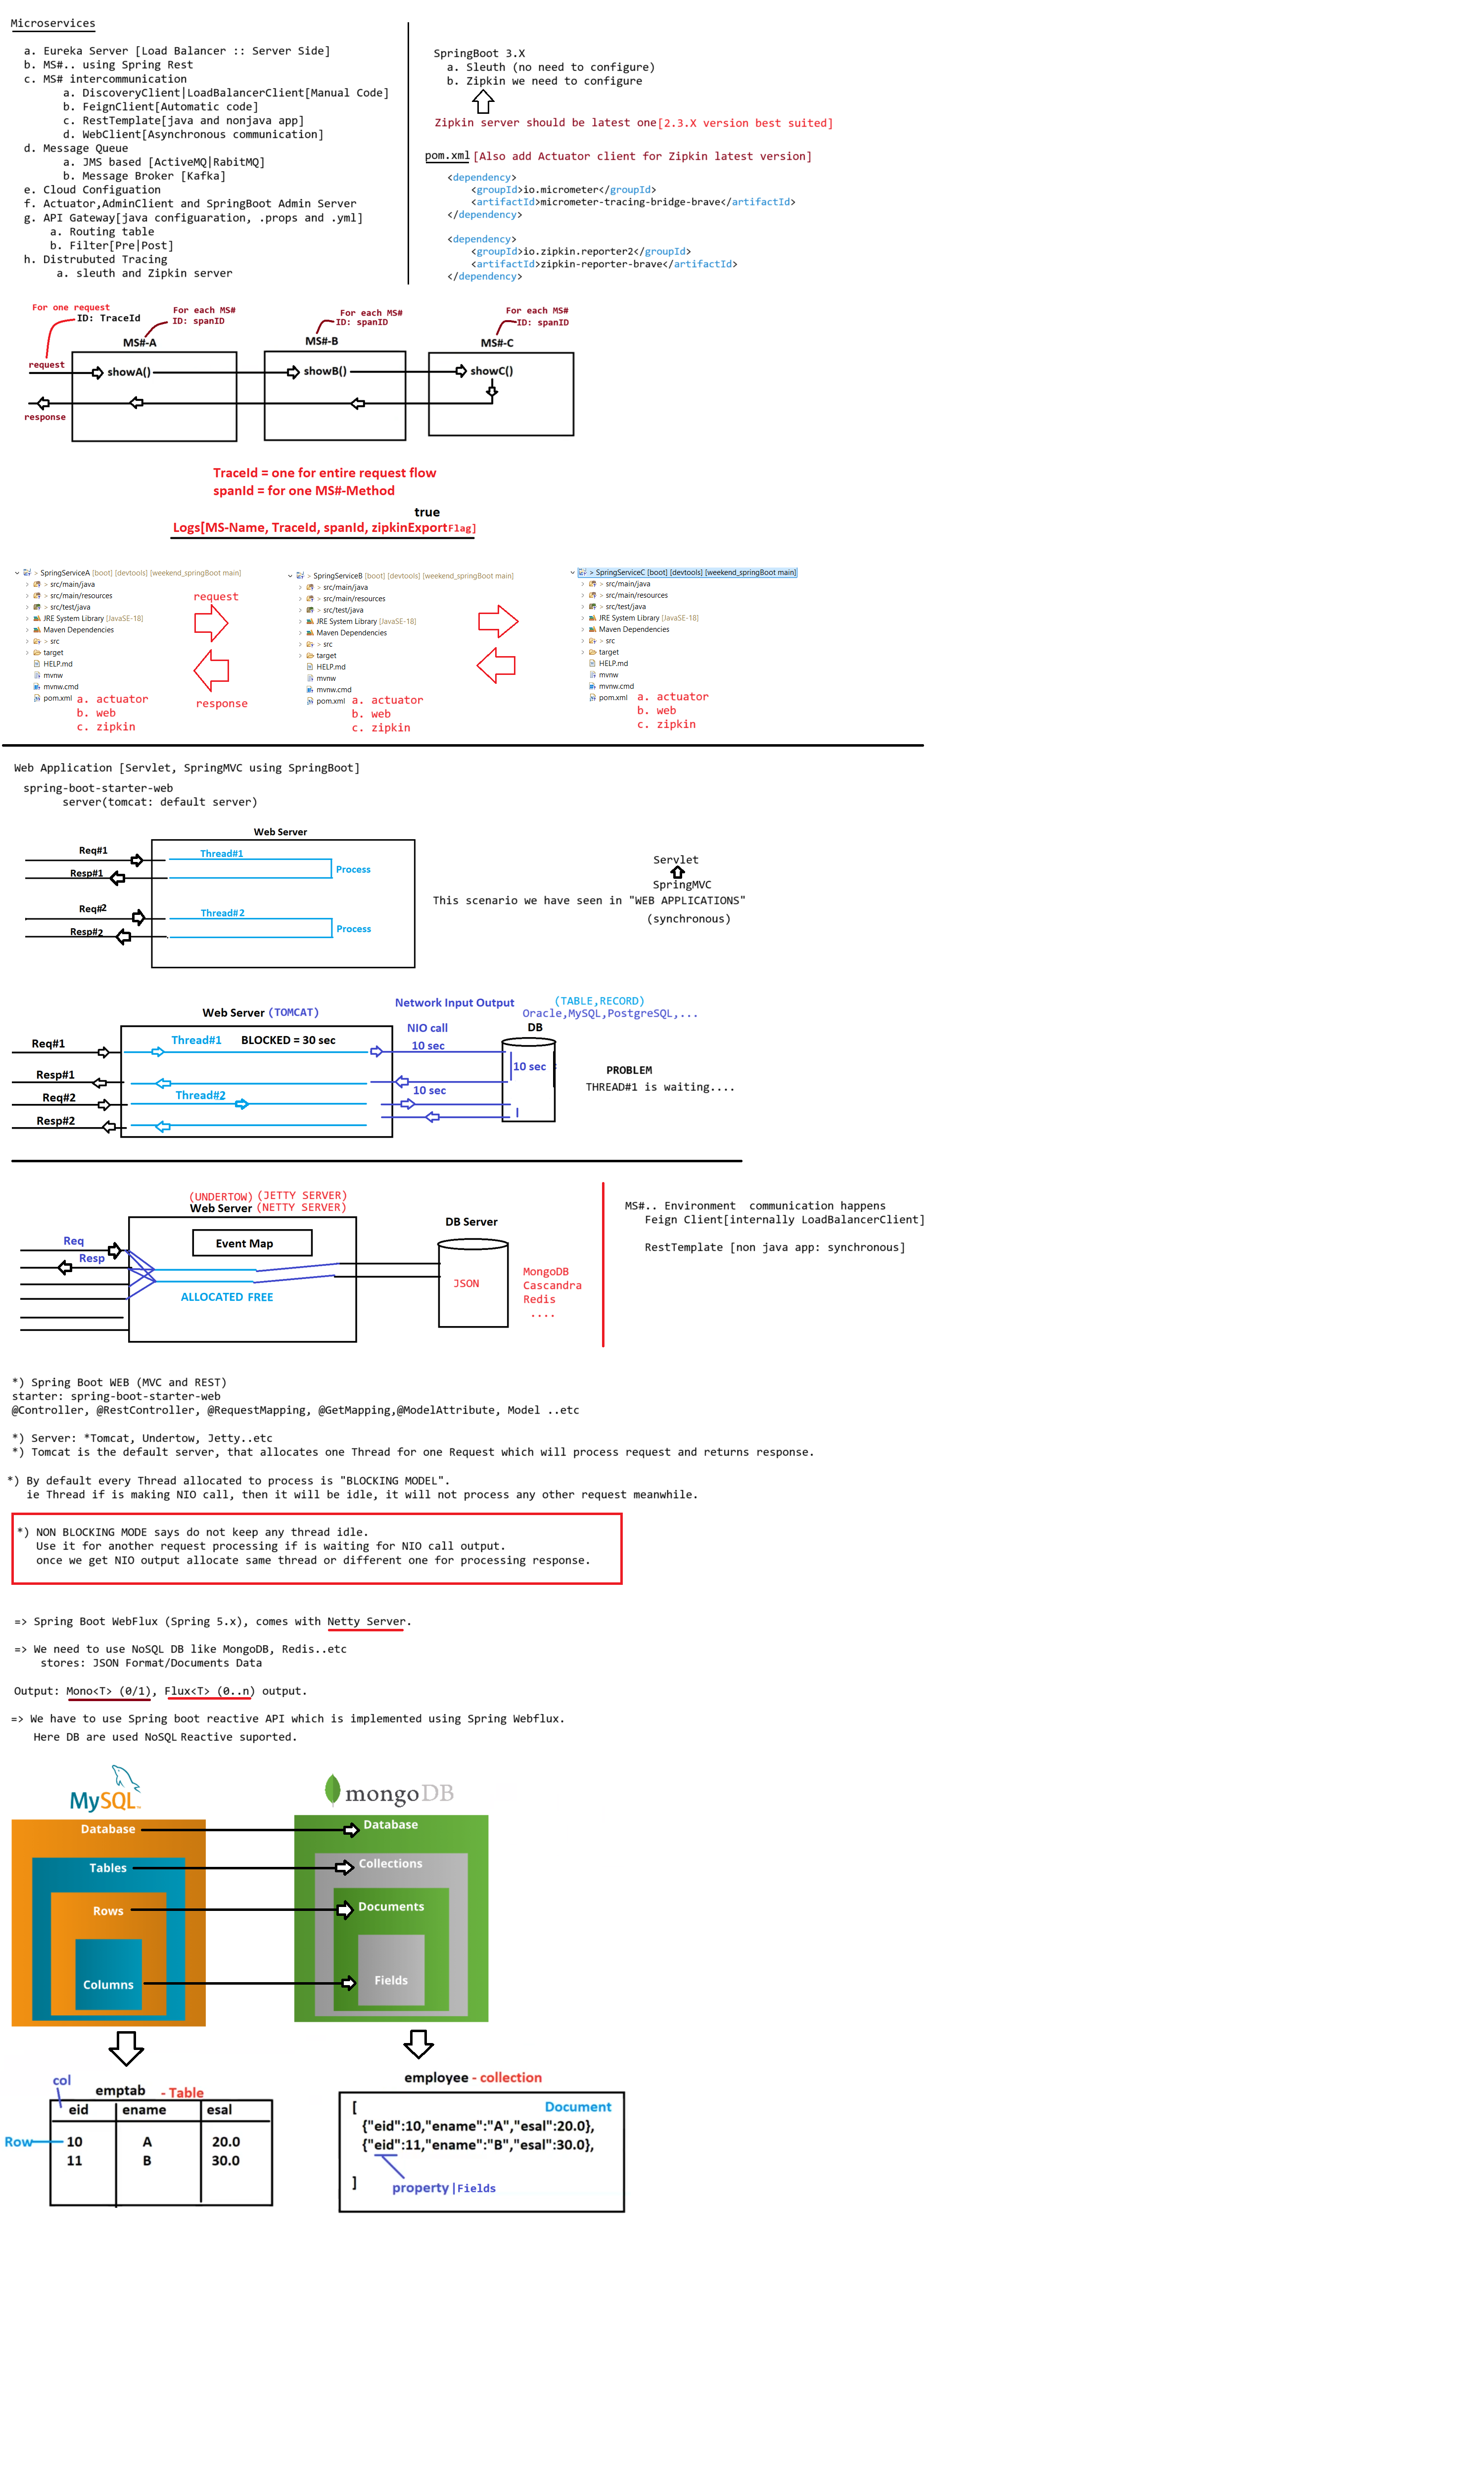 Microservices
a. Eureka Server [Load Balancer :: Server Side]
b. MS#.. using Spring Rest
c. MS# intercommunication
a. DiscoveryClient|LoadBalancerClient[Manual Code]
b. FeignClient[Automatic code]
c. RestTemplate[java and nonjava app]
d. WebClient[Asynchronous communication]
d. Message Queue
a. JMS based [ActiveMQ|RabitMQ]
b. Message Broker [Kafka]
e. Cloud Configuation
f. Actuator,AdminClient and SpringBoot Admin Server
g. API Gateway[java configuaration, .props and .yml]
a. Routing table
b. Filter[Pre|Post]
h. Distrubuted Tracing
a. sleuth and Zipkin server
SpringBoot 3.X
a. Sleuth (no need to configure)
b. Zipkin we need to configure
Zipkin server should be latest one[2.3.X version best suited]
pom.xml [Also add Actuator client for Zipkin latest version]
<dependency>
<groupId>io.micrometer</groupId>
<artifactId>micrometer-tracing-bridge-brave</artifactId>
</dependency>
<dependency>
<groupId>io.zipkin.reporter2</groupId>
<artifactId>zipkin-reporter-brave</artifactId>
</dependency>
For one request
ID: TraceId
For each MS#
ID: spanID
For each MS#
ID: spanID
For each MS#
ID: spanID
MS#-A
MS#-B
MS#-C
request
showA()
showB()
showC()
response
TraceId = one for entire request flow
spanId = for one MS#-Method
true
Logs[MS-Name, TraceId, spanId, zipkinExportFlag]
> SpringServiceA [boot] [devtools] [weekend_springBoot main]
> src/main/java
> src/main/resources
> src/test/java
JRE System Library [JavaSE-18]
Maven Dependencies
> src
target
HELP.md
mvnw
mvnw.cmd
pom.xml
a. actuator
b. web
c. zipkin
request
response
> SpringServiceB [boot] [devtools] [weekend_springBoot main]
> src/main/java
> src/main/resources
> src/test/java
JRE System Library [JavaSE-18]
Maven Dependencies
> src
target
HELP.md
mvnw
mvnw.cmd
pom.xml
a. actuator
b. web
c. zipkin
> SpringServiceC [boot] [devtools] [weekend_springBoot main]
> src/main/java
> src/main/resources
> src/test/java
JRE System Library [JavaSE-18]
Maven Dependencies
> src
target
HELP.md
mvnw
mvnw.cmd
pom.xml
a. actuator
b. web
c. zipkin
Web Application [Servlet, SpringMVC using SpringBoot]
spring-boot-starter-web
server(tomcat: default server)
Web Server
Req#1
Thread#1
Resp#1
Process
Req#2
Thread#2
Resp#2
Process
Servlet
SpringMVC
This scenario we have seen in "WEB APPLICATIONS"
(synchronous)
Web Server (TOMCAT)
Network Input Output
(TABLE,RECORD)
Oracle,MySQL,PostgreSQL,...
NIO call
DB
Req#1
Thread#1
BLOCKED = 30 sec
10 sec
10 sec
Resp#1
10 sec
Req#2
Thread#2
Resp#2
PROBLEM
THREAD#1 is waiting....
(UNDERTOW) (JETTY SERVER)
Web Server (NETTY SERVER)
DB Server
Req
Event Map
Resp
ALLOCATED FREE
JSON
MongoDB
Cascandra
Redis
....
MS#.. Environment communication happens
Feign Client[internally LoadBalancerClient]
RestTemplate [non java app: synchronous]
*) Spring Boot WEB (MVC and REST)
starter: spring-boot-starter-web
@Controller, @RestController, @RequestMapping, @GetMapping,@ModelAttribute, Model ..etc
*) Server: *Tomcat, Undertow, Jetty..etc
*) Tomcat is the default server, that allocates one Thread for one Request which will process request and returns response.
*) By default every Thread allocated to process is "BLOCKING MODEL".
ie Thread if is making NIO call, then it will be idle, it will not process any other request meanwhile.
*) NON BLOCKING MODE says do not keep any thread idle.
Use it for another request processing if is waiting for NIO call output.
once we get NIO output allocate same thread or different one for processing response.
=> Spring Boot WebFlux (Spring 5.x), comes with Netty Server.
=> We need to use NoSQL DB like MongoDB, Redis..etc
stores: JSON Format/Documents Data
Output: Mono<T> (0/1), Flux<T> (0..n) output.
=> We have to use Spring boot reactive API which is implemented using Spring Webflux.
Here DB are used NoSQL Reactive suported.
MySQL™
mongoDB
Database
Tables
Rows
Columns
Database
Collections
Documents
Fields
col
emptab - Table
eid ename esal
Row
10 A 20.0
11 B 30.0
employee - collection
[
Document
{"eid":10,"ename":"A","esal":20.0},
{"eid":11,"ename":"B","esal":30.0},
]
property|Fields